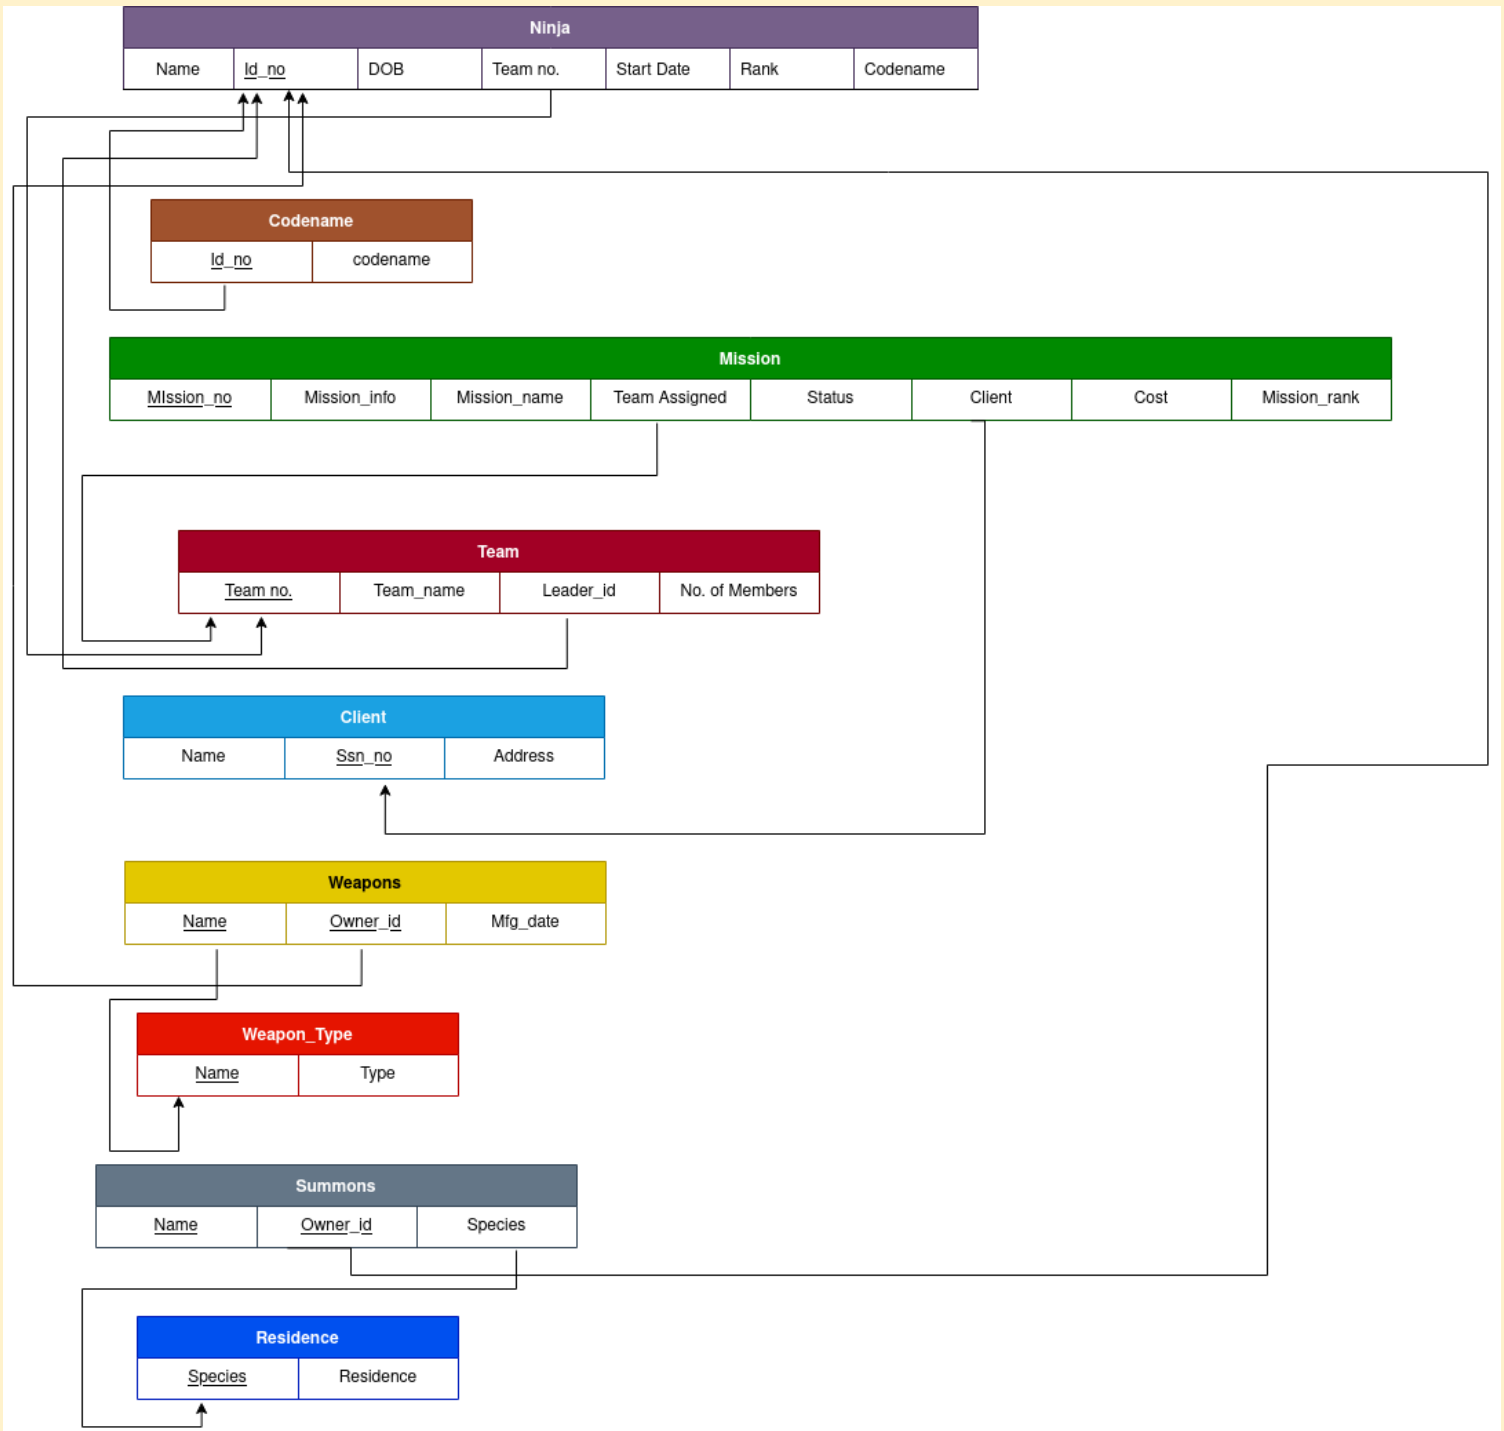 Ninja
Name Id_no DOB Team no. Start Date Rank Codename
Codename
Id_no codename
Mission
MIssion_no Mission_info Mission_name Team Assigned Status Client Cost Mission_rank
Team
Team no. Team_name Leader_id No. of Members
Client
Name Ssn_no Address
Weapons
Name Owner_id Mfg_date
Weapon_Type
Name Type
Summons
Name Owner_id Species
Residence
Species Residence